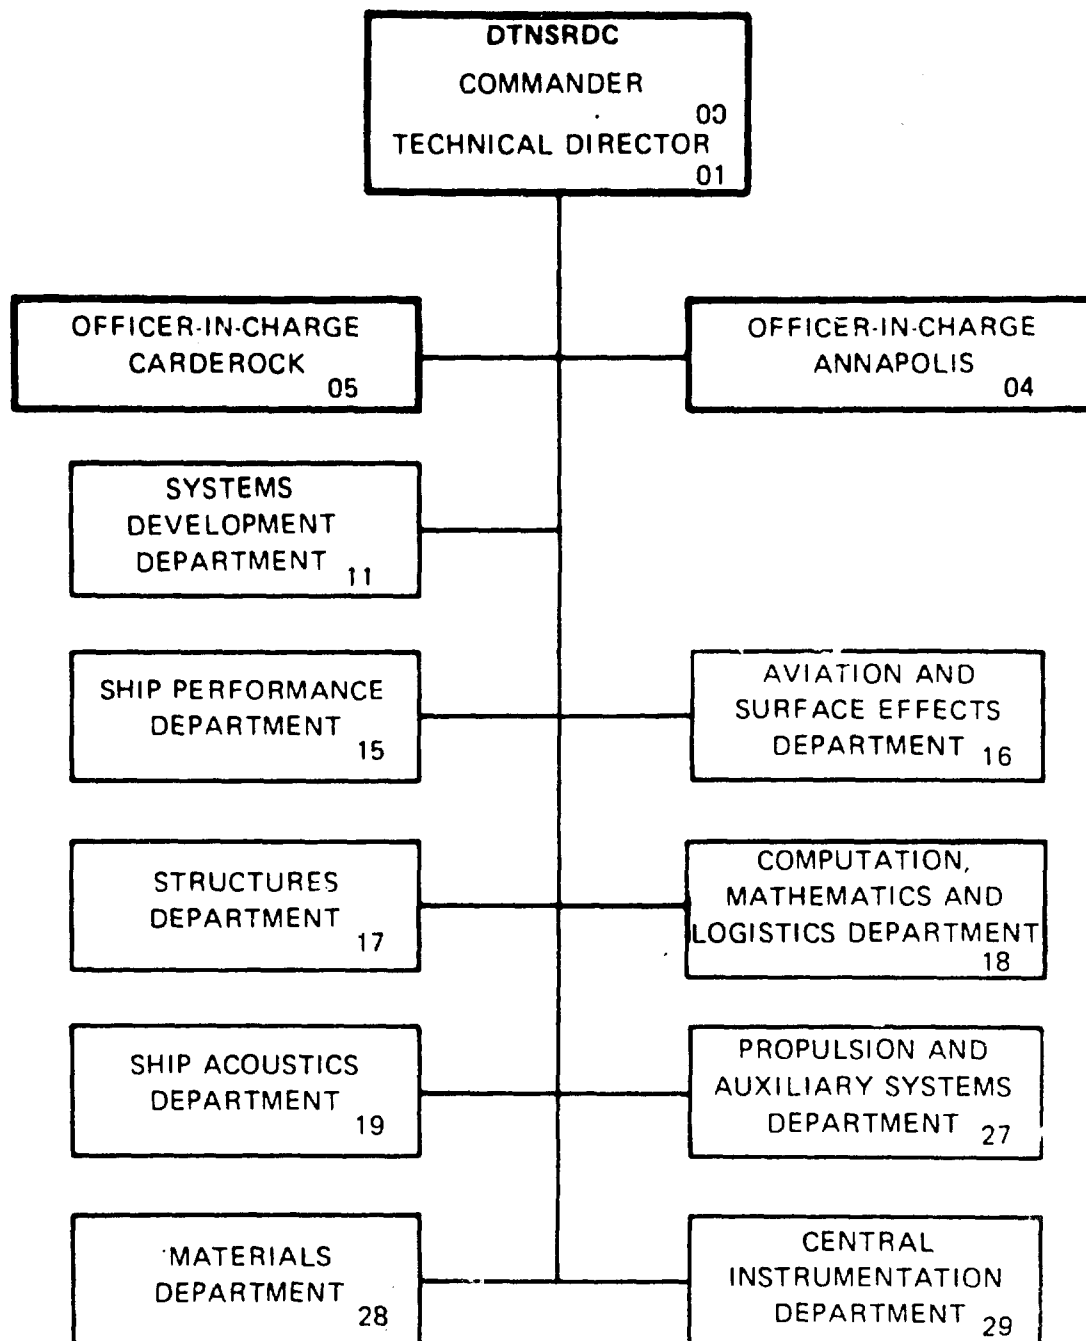 DTNSRDC
COMMANDER
00
TECHNICAL DIRECTOR
01
OFFICER-IN-CHARGE
CARDEROCK
05
OFFICER-IN-CHARGE
ANNAPOLIS
04
SYSTEMS
DEVELOPMENT
DEPARTMENT
11
SHIP PERFORMANCE
DEPARTMENT
15
AVIATION AND
SURFACE EFFECTS
DEPARTMENT
16
STRUCTURES
DEPARTMENT
17
COMPUTATION,
MATHEMATICS AND
LOGISTICS DEPARTMENT
18
SHIP ACOUSTICS
DEPARTMENT
19
PROPULSION AND
AUXILIARY SYSTEMS
DEPARTMENT
27
MATERIALS
DEPARTMENT
28
CENTRAL
INSTRUMENTATION
DEPARTMENT
29